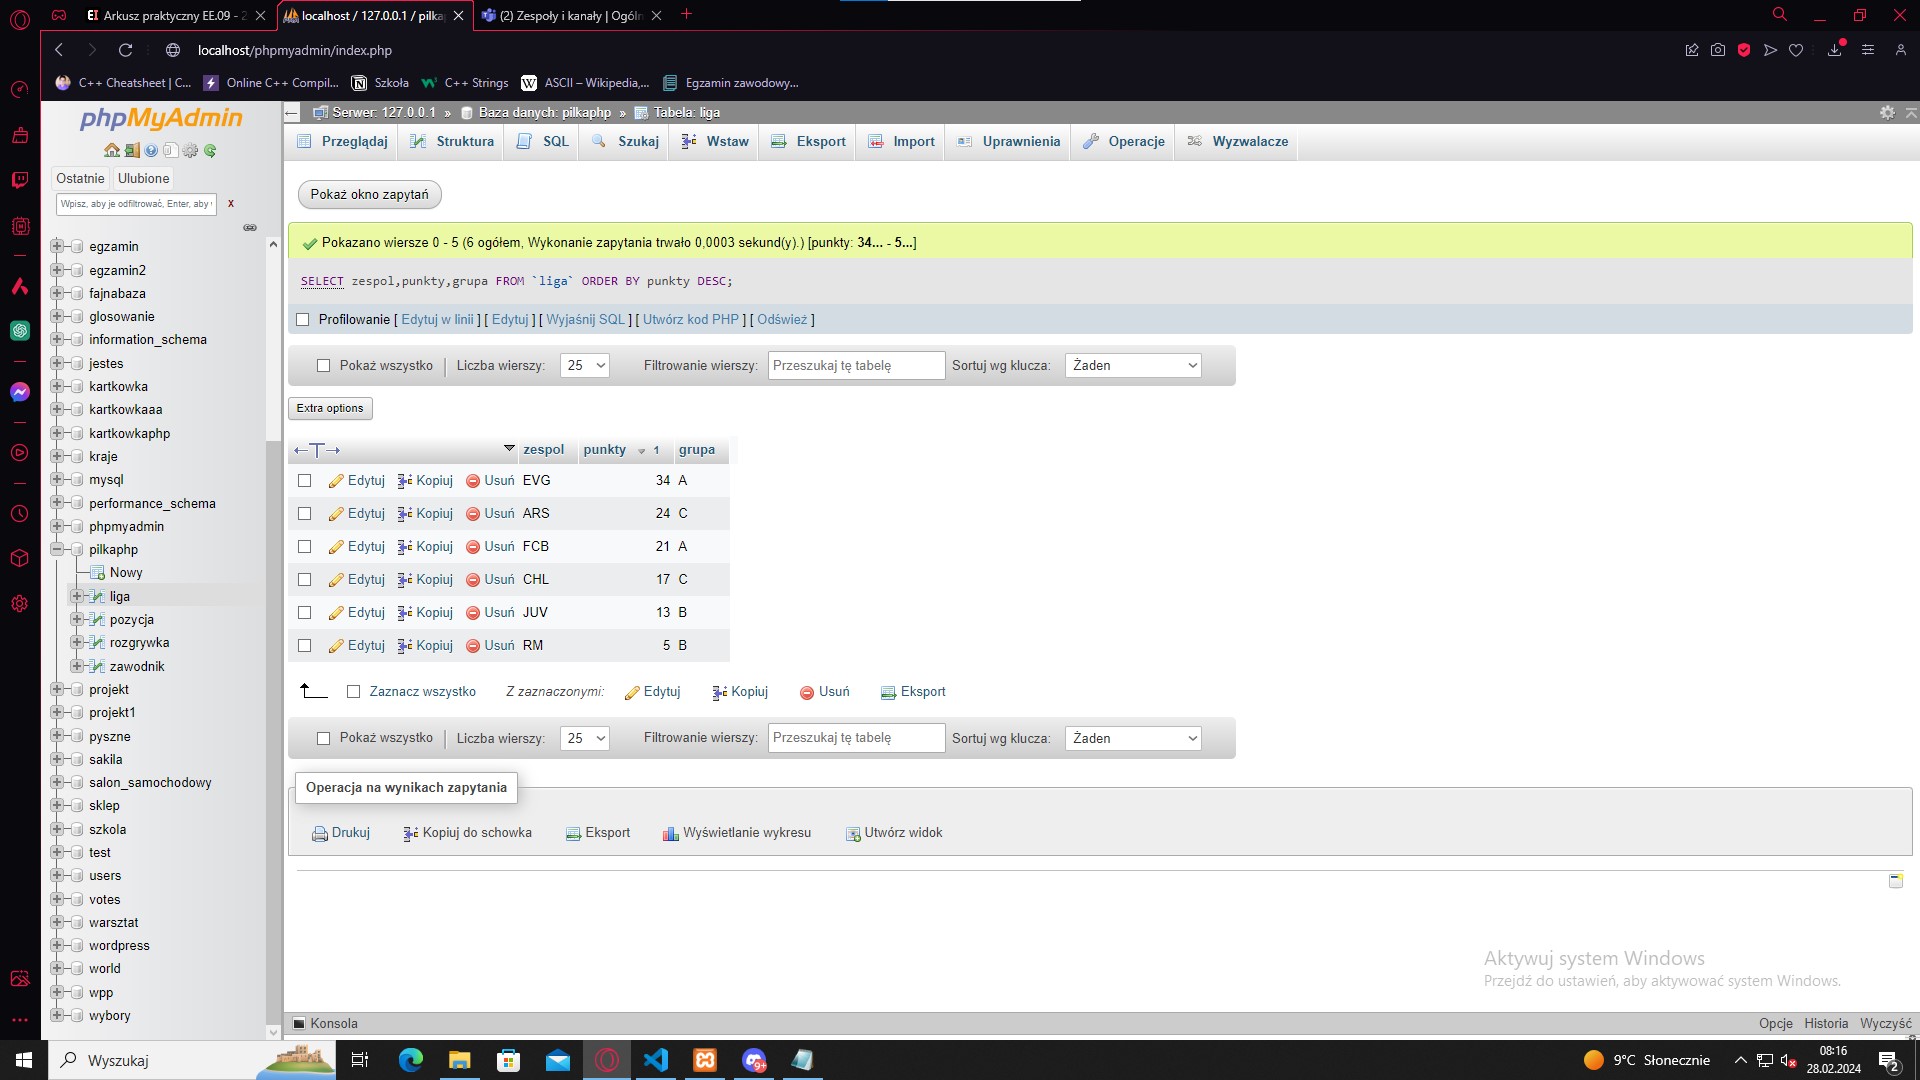 Arkusz praktyczny EE.09 - 2
localhost / 127.0.0.1 / pilka
(2) Zespoły i kanały | Ogól
localhost/phpmyadmin/index.php
C++ Cheatsheet | C...
Online C++ Compil...
Szkoła
C++ Strings
ASCII – Wikipedia,...
Egzamin zawodowy...
phpMyAdmin
Ostatnie Ulubione
Wpisz, aby je odfiltrować, Enter, aby
X
egzamin
egzamin2
fajnabaza
glosowanie
information_schema
jestes
kartkowka
kartkowkaaa
kartkowkaphp
kraje
mysql
performance_schema
phpmyadmin
pilkaphp
Nowy
liga
pozycja
rozgrywka
zawodnik
projekt
projekt1
pyszne
sakila
salon_samochodowy
sklep
szkola
test
users
votes
warsztat
wordpress
world
wpp
wybory
Serwer: 127.0.0.1 » Baza danych: pilkaphp » Tabela: liga
Przeglądaj Struktura SQL Szukaj Wstaw Eksport Import Uprawnienia Operacje Wyzwalacze
Pokaż okno zapytań
Pokazano wiersze 0 - 5 (6 ogółem, Wykonanie zapytania trwało 0,0003 sekund(y).) [punkty: 34... - 5...]
SELECT zespol,punkty,grupa FROM `liga` ORDER BY punkty DESC;
Profilowanie [ Edytuj w linii ] [ Edytuj ] [ Wyjaśnij SQL ] [ Utwórz kod PHP ] [ Odśwież ]
Pokaż wszystko Liczba wierszy: 25 Filtrowanie wierszy: Przeszukaj tę tabelę Sortuj wg klucza: Żaden
Extra options
zespol punkty 1 grupa
Edytuj Kopiuj Usuń EVG 34 A
Edytuj Kopiuj Usuń ARS 24 C
Edytuj Kopiuj Usuń FCB 21 A
Edytuj Kopiuj Usuń CHL 17 C
Edytuj Kopiuj Usuń JUV 13 B
Edytuj Kopiuj Usuń RM 5 B
Zaznacz wszystko Z zaznaczonymi: Edytuj Kopiuj Usuń Eksport
Pokaż wszystko Liczba wierszy: 25 Filtrowanie wierszy: Przeszukaj tę tabelę Sortuj wg klucza: Żaden
Operacja na wynikach zapytania
Drukuj Kopiuj do schowka Eksport Wyświetlanie wykresu Utwórz widok
Aktywuj system Windows
Przejdź do ustawień, aby aktywować system Windows.
Konsola Opcje Historia Wyczyść
Wyszukaj
9°C Słonecznie
08:16
28.02.2024
2